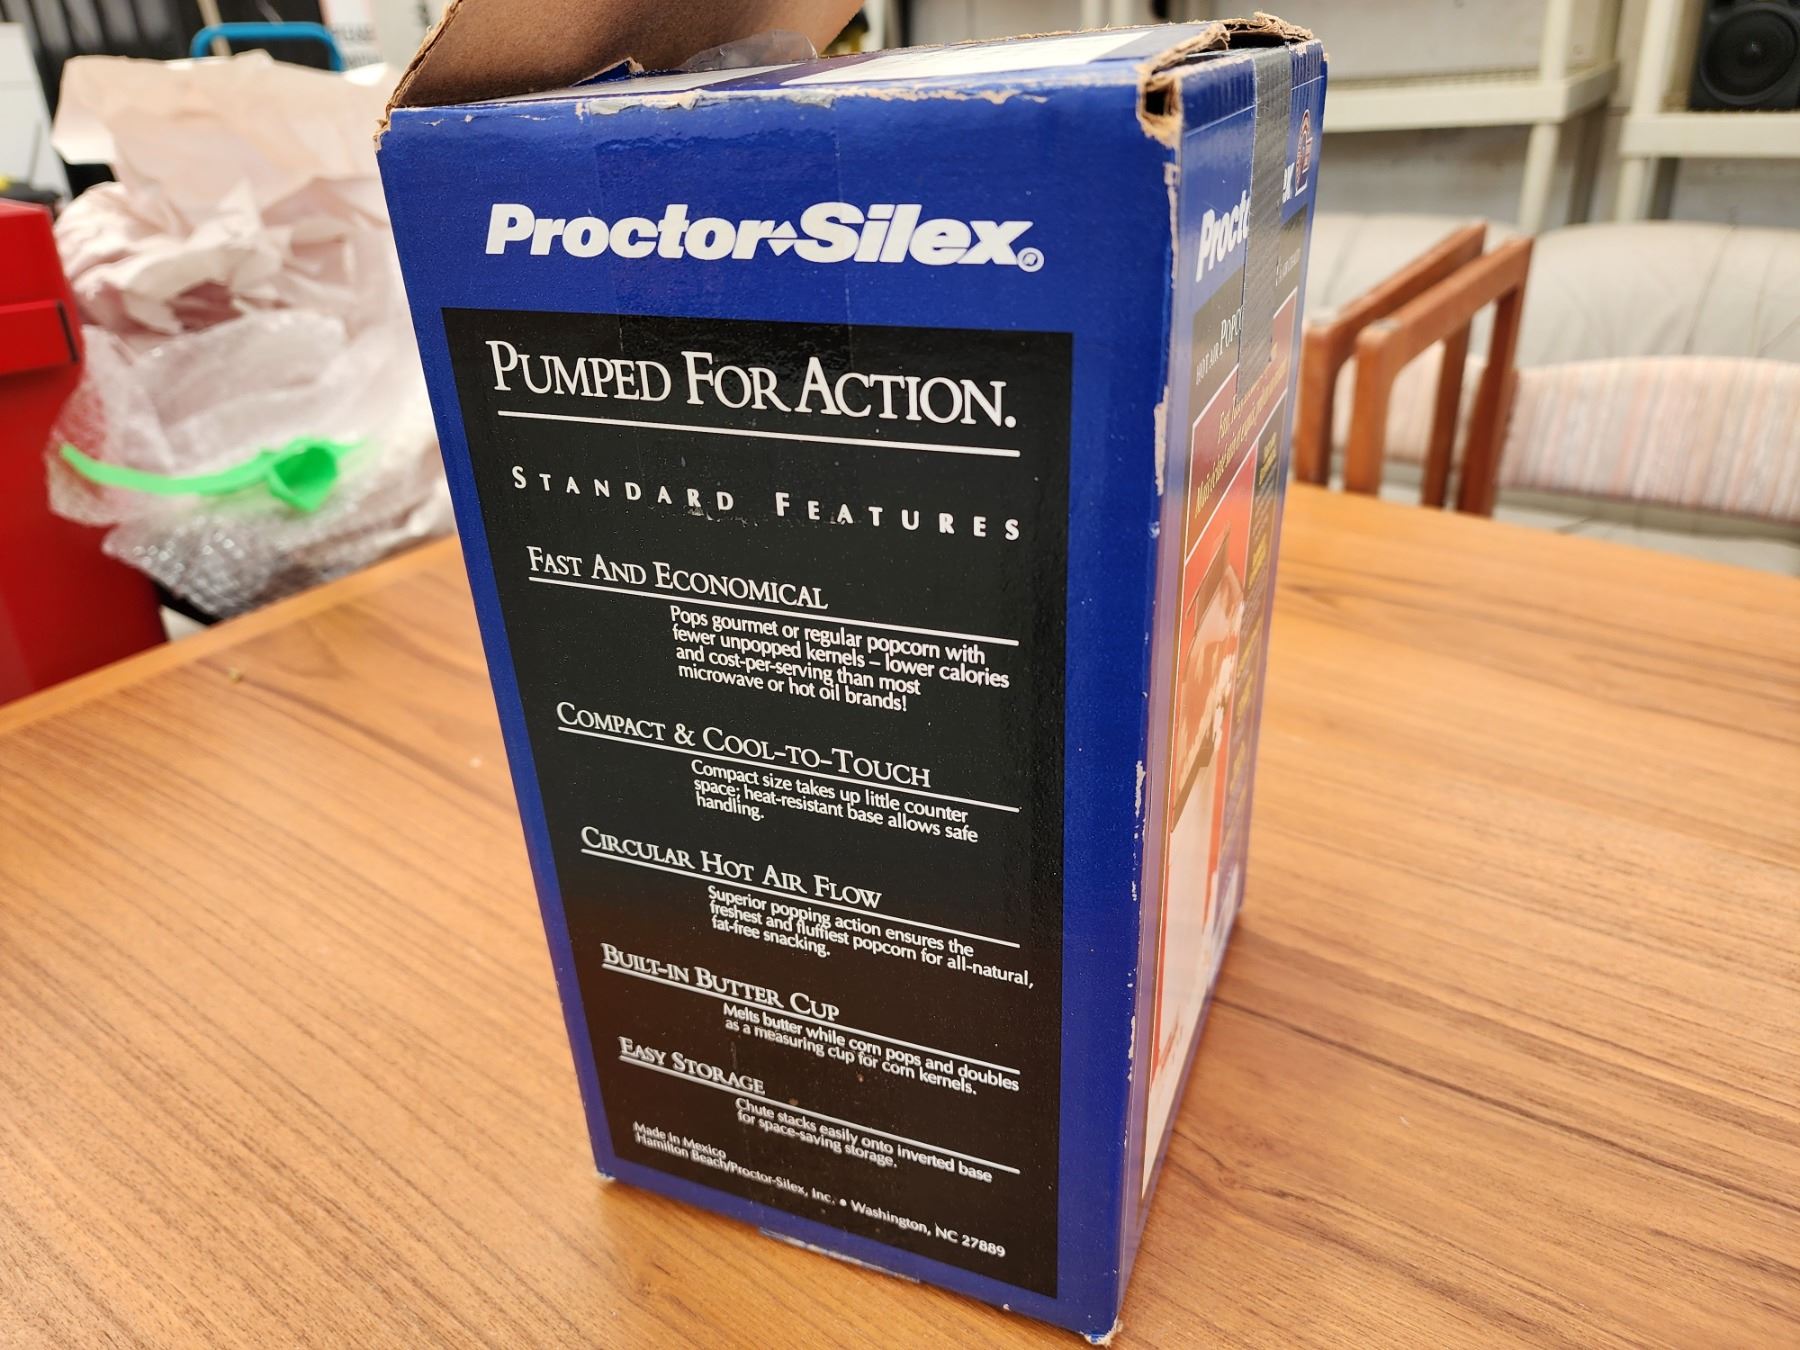 Proctor-Silex®
PUMPED FOR ACTION.
STANDARD FEATURES
FAST AND ECONOMICAL
Pops gourmet or regular popcorn with
fewer unpopped kernels – lower calories
and cost-per-serving than most
microwave or hot oil brands!
COMPACT & COOL-TO-TOUCH
Compact size takes up little counter
space; heat-resistant base allows safe
handling.
CIRCULAR HOT AIR FLOW
Superior popping action ensures the
freshest and fluffiest popcorn for all-natural,
fat-free snacking.
BUILT-IN BUTTER CUP
Melts butter while corn pops and doubles
as a measuring cup for corn kernels.
EASY STORAGE
Chute stacks easily onto inverted base
for space-saving storage.
Made in Mexico
Hamilton Beach/Proctor-Silex, Inc. • Washington, NC 27889
Proct
HOT AIR POPC